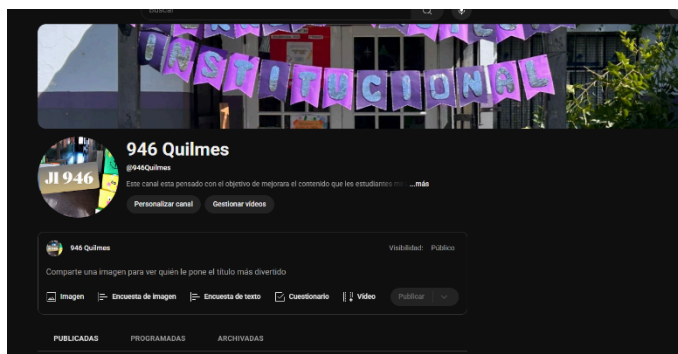 Buscar
INSTITUCIONAL
946 Quilmes
@946Quilmes
JI 946
Este canal esta pensado con el objetivo de mejorara el contenido que les estudiantes ...más
Personalizar canal Gestionar vídeos
946 Quilmes Visibilidad: Público
Comparte una imagen para ver quién le pone el título más divertido
Imagen Encuesta de imagen Encuesta de texto Cuestionario Vídeo Publicar
PUBLICADAS PROGRAMADAS ARCHIVADAS